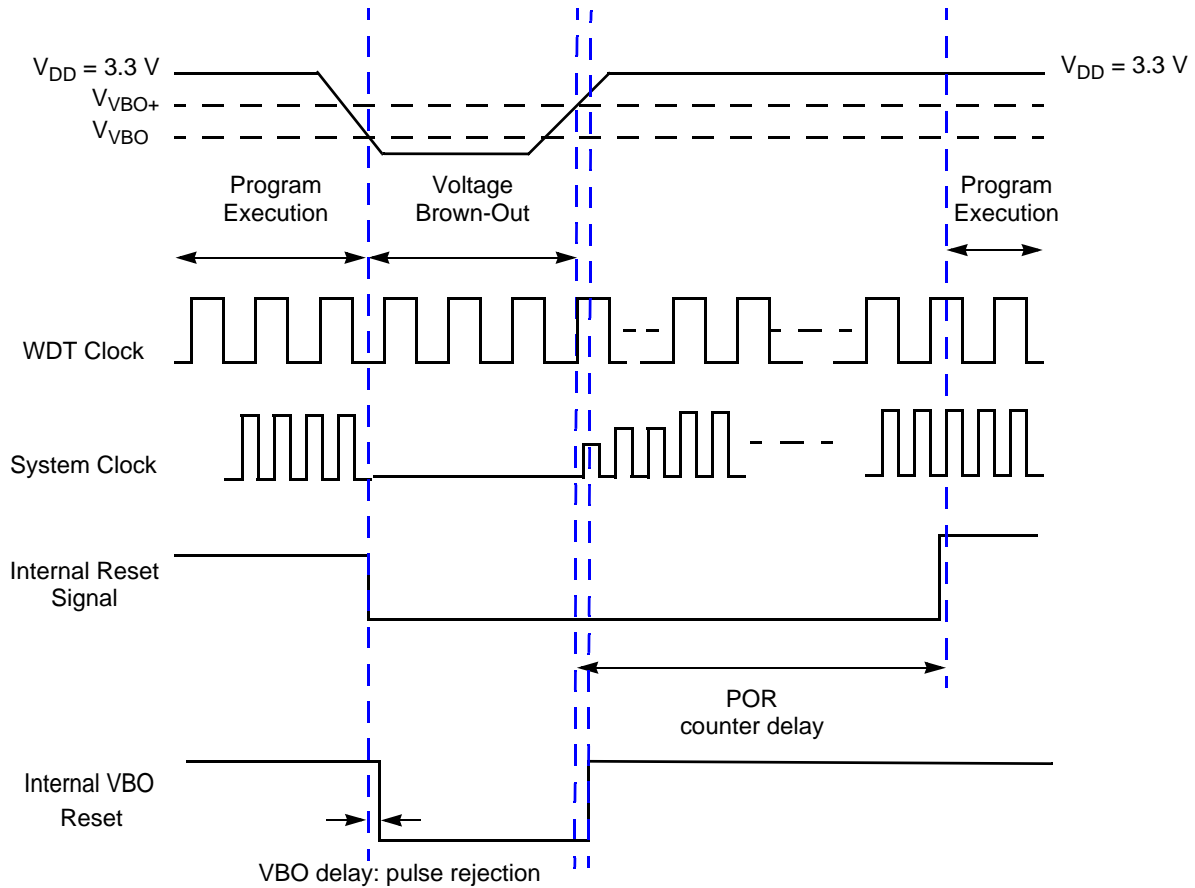 V_DD = 3.3 V
V_DD = 3.3 V
V_VBO+
V_VBO
Program
Execution
Voltage
Brown-Out
Program
Execution
WDT Clock
System Clock
Internal Reset
Signal
POR
counter delay
Internal VBO
Reset
VBO delay: pulse rejection